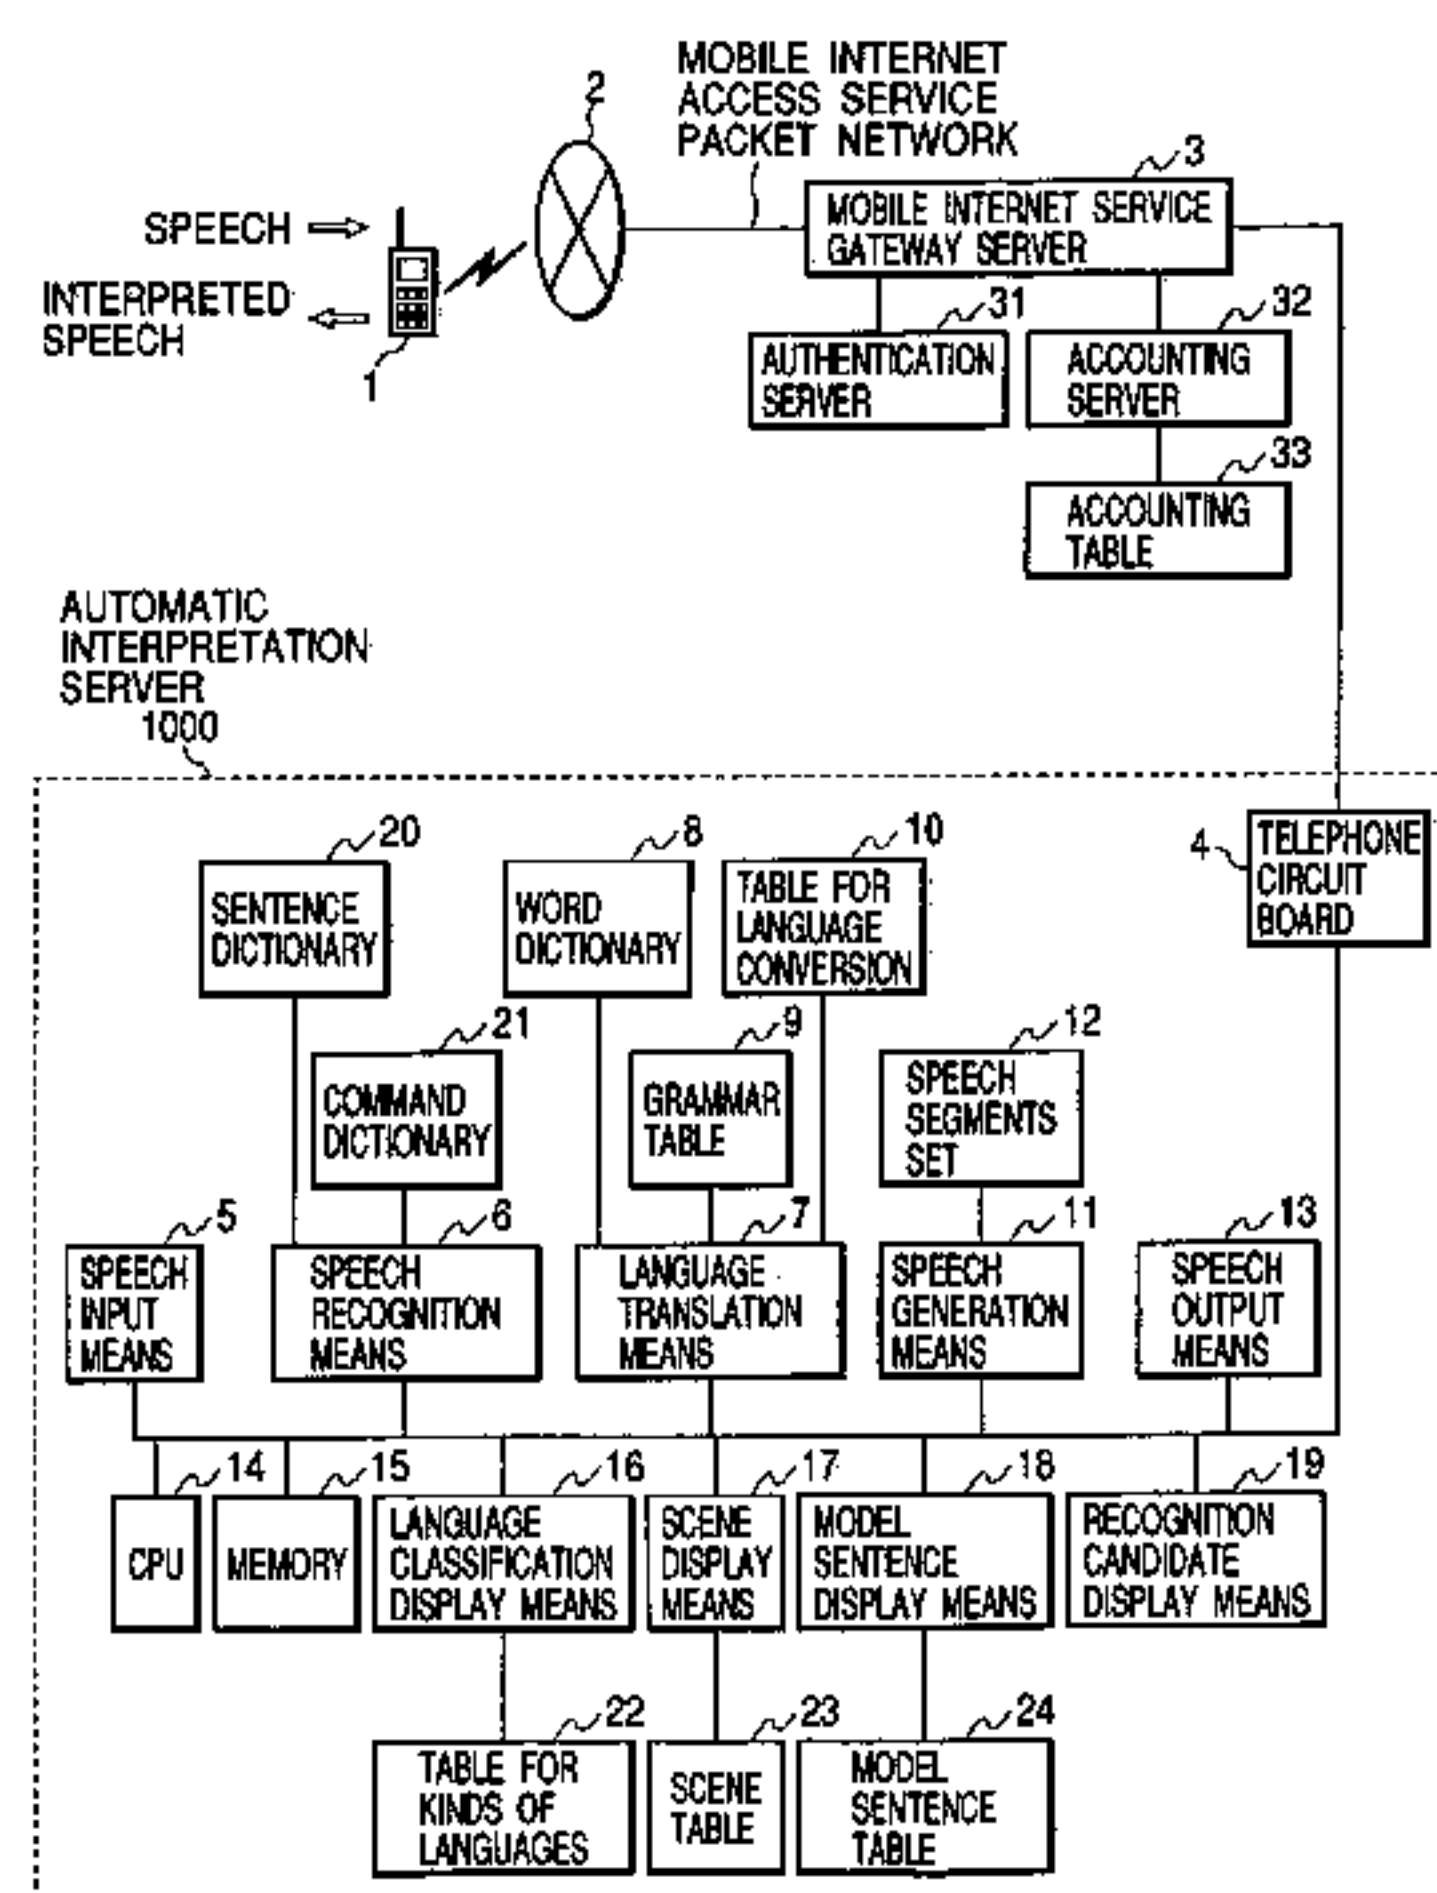 MOBILE INTERNET
ACCESS SERVICE
PACKET NETWORK
2
3
MOBILE INTERNET SERVICE
GATEWAY SERVER
SPEECH
INTERPRETED
SPEECH
1
31
AUTHENTICATION
SERVER
32
ACCOUNTING
SERVER
33
ACCOUNTING
TABLE
AUTOMATIC
INTERPRETATION
SERVER
1000
4
TELEPHONE
CIRCUIT
BOARD
20
SENTENCE
DICTIONARY
8
WORD
DICTIONARY
10
TABLE FOR
LANGUAGE
CONVERSION
21
COMMAND
DICTIONARY
9
GRAMMAR
TABLE
12
SPEECH
SEGMENTS
SET
5
SPEECH
INPUT
MEANS
6
SPEECH
RECOGNITION
MEANS
7
LANGUAGE
TRANSLATION
MEANS
11
SPEECH
GENERATION
MEANS
13
SPEECH
OUTPUT
MEANS
14
CPU
15
MEMORY
16
LANGUAGE
CLASSIFICATION
DISPLAY MEANS
17
SCENE
DISPLAY
MEANS
18
MODEL
SENTENCE
DISPLAY MEANS
19
RECOGNITION
CANDIDATE
DISPLAY MEANS
22
TABLE FOR
KINDS OF
LANGUAGES
23
SCENE
TABLE
24
MODEL
SENTENCE
TABLE